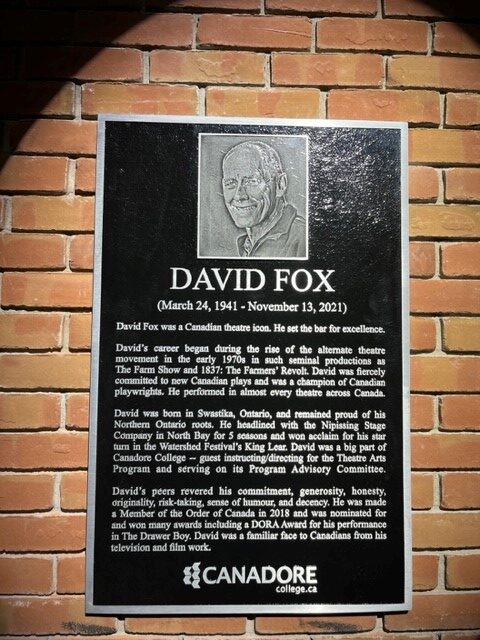 DAVID FOX
(March 24, 1941 - November 13, 2021)
David Fox was a Canadian theatre icon. He set the bar for excellence.
David's career began during the rise of the alternate theatre
movement in the early 1970s in such seminal productions as
The Farm Show and 1837: The Farmers' Revolt. David was fiercely
committed to new Canadian plays and was a champion of Canadian
playwrights. He performed in almost every theatre across Canada.
David was born in Swastika, Ontario, and remained proud of his
Northern Ontario roots. He headlined with the Nipissing Stage
Company in North Bay for 5 seasons and won acclaim for his star
turn in the Watershed Festival's King Lear. David was a big part of
Canadore College -- guest instructing/directing for the Theatre Arts
Program and serving on its Program Advisory Committee.
David's peers revered his commitment, generosity, honesty,
originality, risk-taking, sense of humour, and decency. He was made
a Member of the Order of Canada in 2018 and was nominated for
and won many awards including a DORA Award for his performance
in The Drawer Boy. David was a familiar face to Canadians from his
television and film work.
CANADORE
college.ca